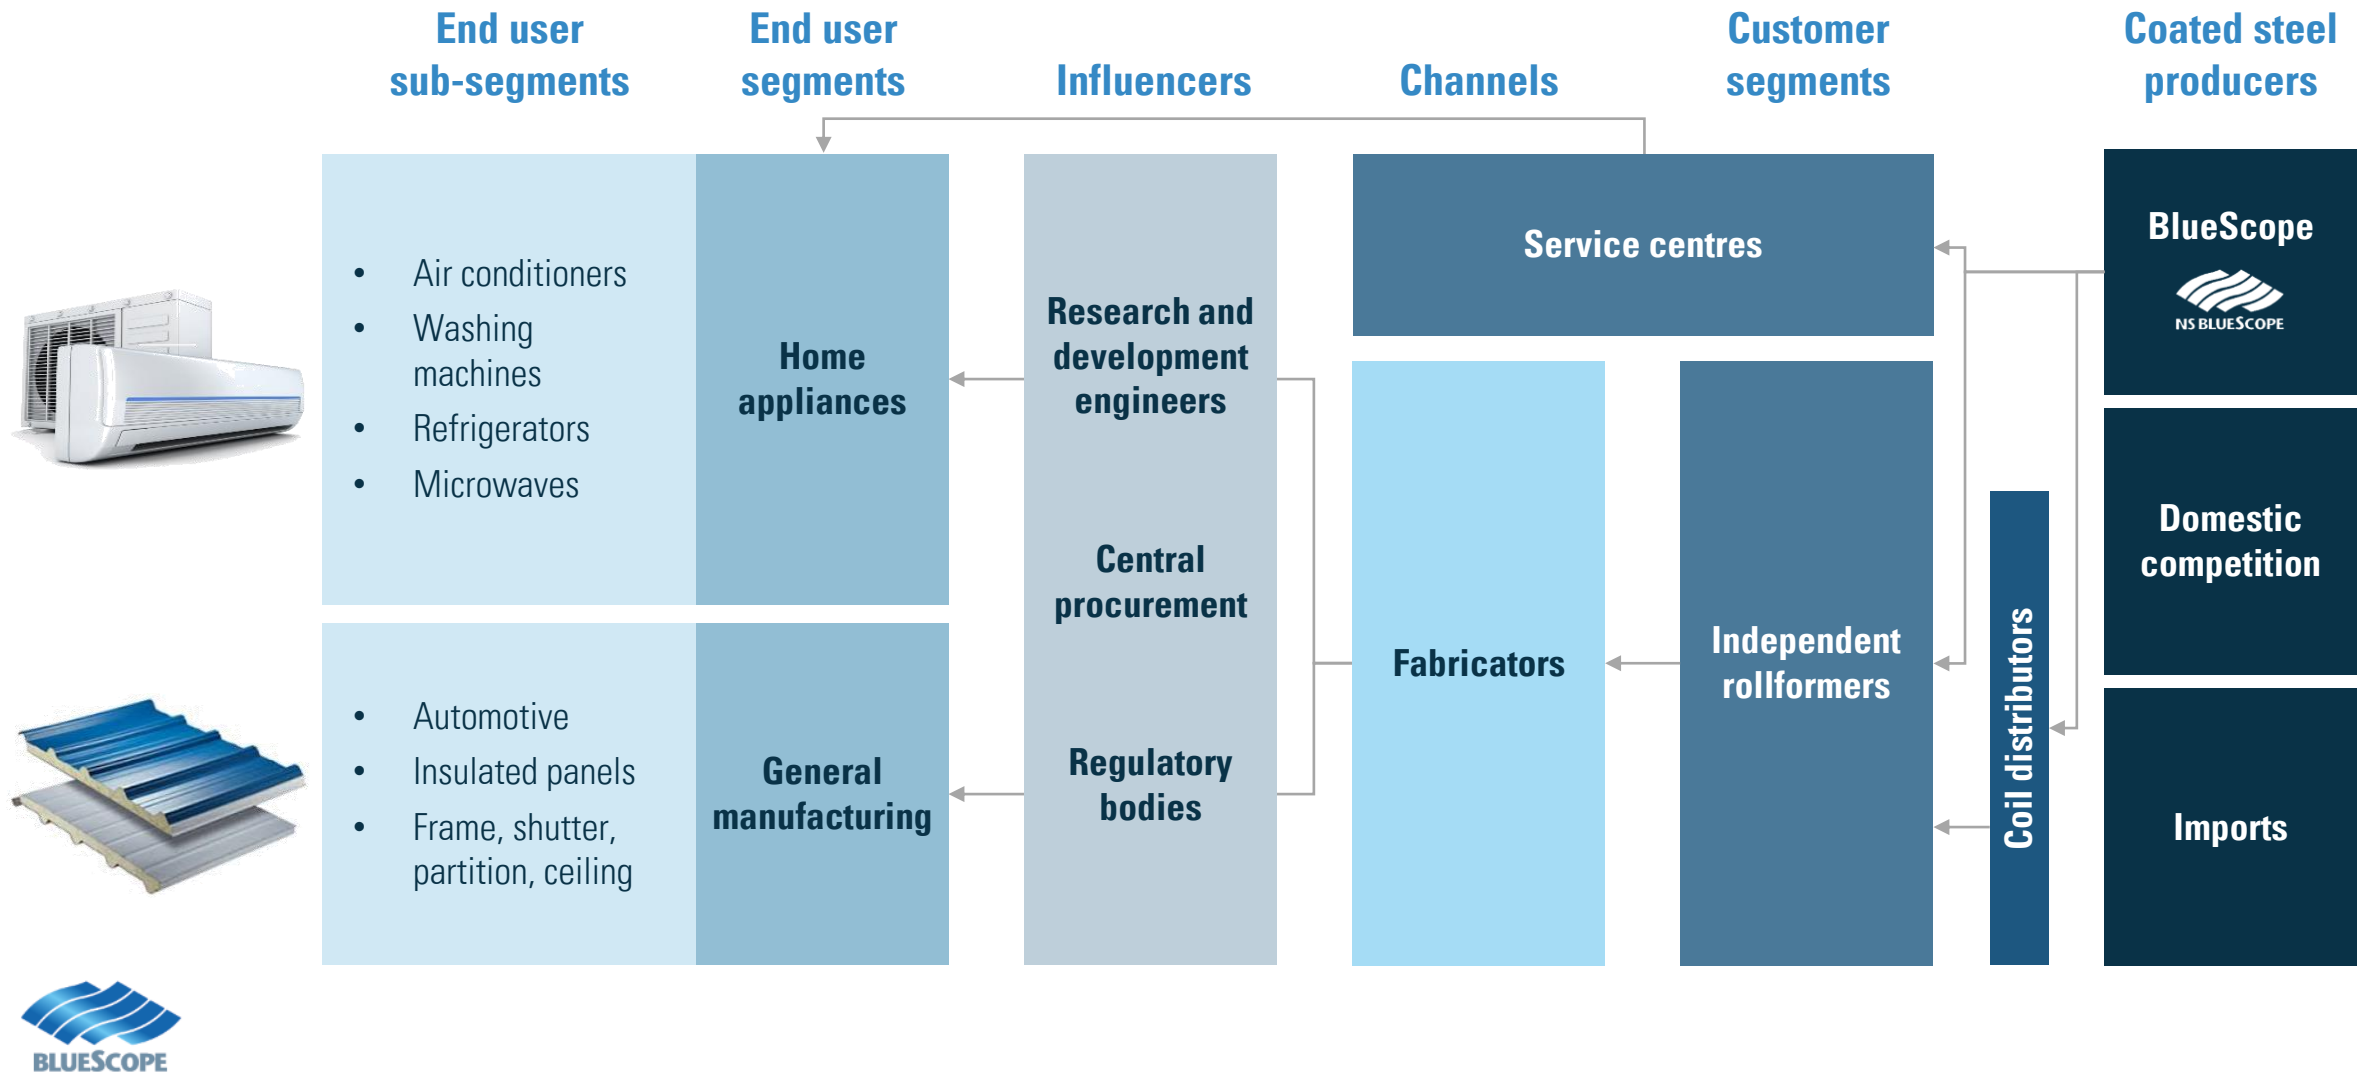 End user
sub-segments
End user
segments
Influencers
Channels
Customer
segments
Coated steel
producers
• Air conditioners
• Washing
machines
• Refrigerators
• Microwaves
Home
appliances
• Automotive
• Insulated panels
• Frame, shutter,
partition, ceiling
General
manufacturing
Research and
development
engineers
Central
procurement
Regulatory
bodies
Service centres
Fabricators
Independent
rollformers
Coil distributors
BlueScope
NS BLUESCOPE
Domestic
competition
Imports
BLUESCOPE